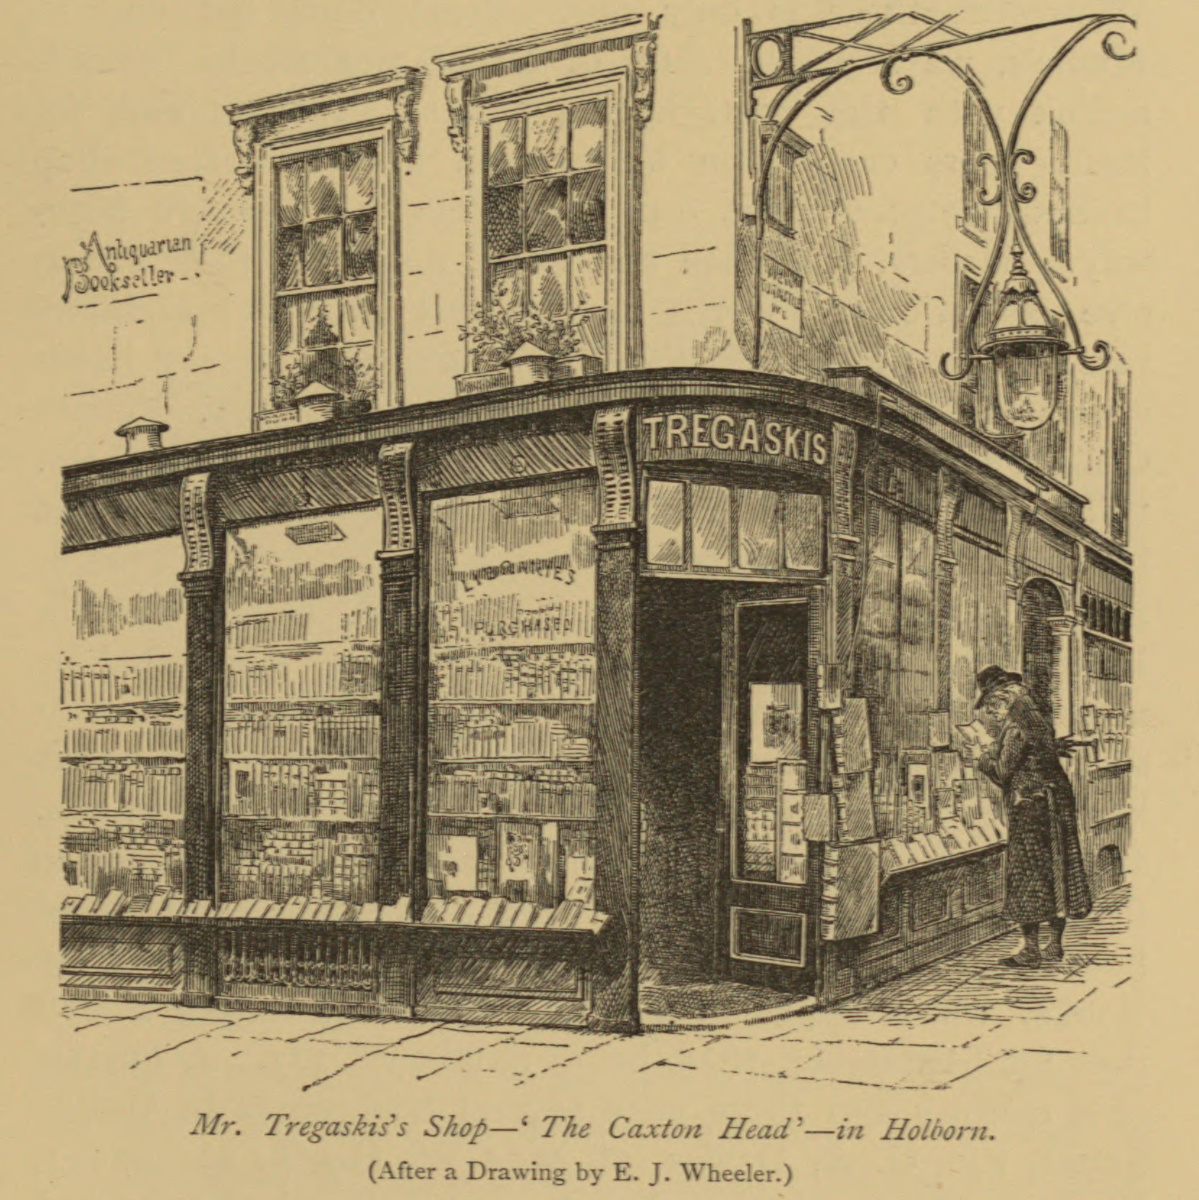 Antiquarian
Bookseller
TREGASKIS
LIBRARIES
PURCHASED
Mr. Tregaskis's Shop—‘The Caxton Head’—in Holborn.
(After a Drawing by E. J. Wheeler.)